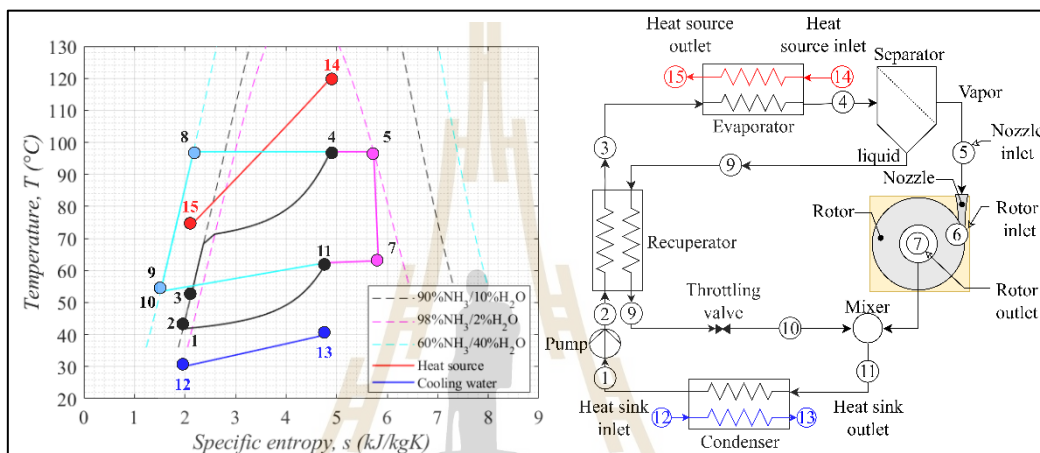 130
120
110
100
90
80
70
60
50
40
30
20
Temperature, T (°C)
0
1
2
3
4
5
6
7
8
9
Specific entropy, s (kJ/kgK)
14
8
4
5
15
11
7
9
10
3
2
1
12
13
90%NH₃/10%H₂O
98%NH₃/2%H₂O
60%NH₃/40%H₂O
Heat source
Cooling water
Heat source
outlet
Heat
source inlet
Separator
15
14
Evaporator
4
Vapor
liquid
3
9
5
Nozzle
inlet
Nozzle
Rotor
Rotor
inlet
6
7
Recuperator
2
9
Throttling
valve
10
Mixer
Rotor
outlet
Pump
1
11
Heat sink
inlet
12
13
Heat sink
outlet
Condenser